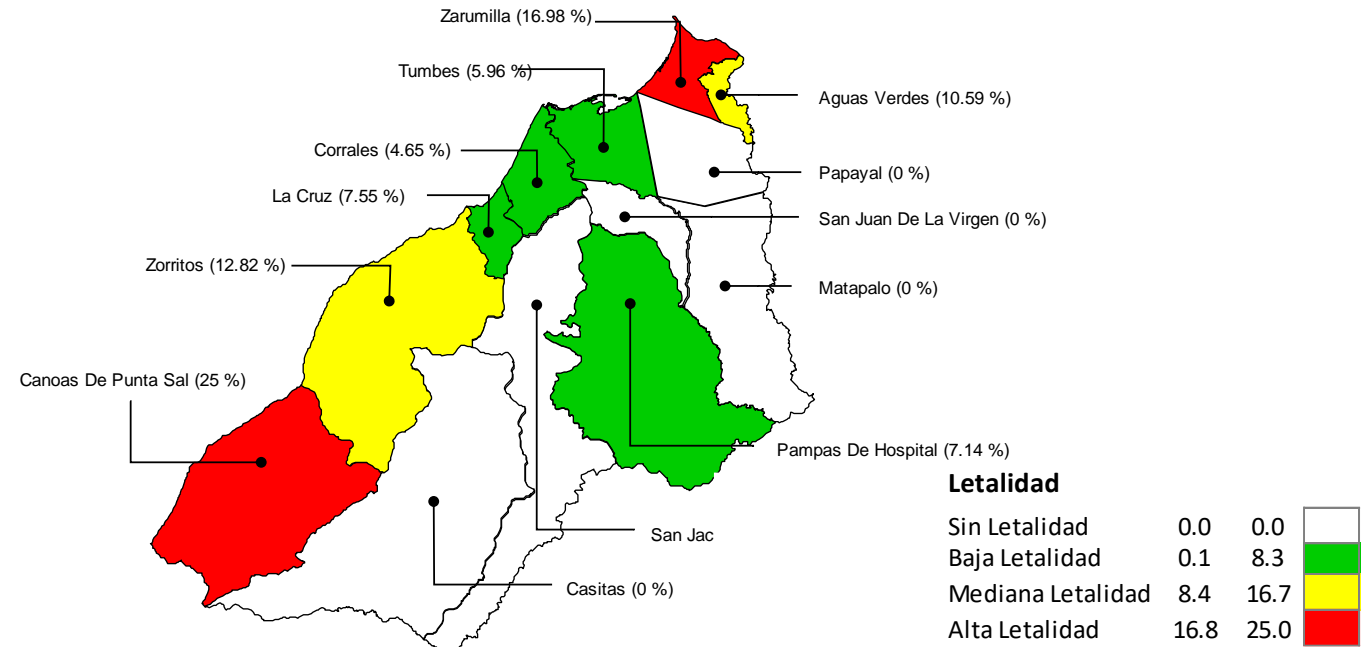 Zarumilla (16.98 %)
Tumbes (5.96 %)
Aguas Verdes (10.59 %)
Corrales (4.65 %)
Papayal (0 %)
La Cruz (7.55 %)
San Juan De La Virgen (0 %)
Zorritos (12.82 %)
Matapalo (0 %)
Canoas De Punta Sal (25 %)
Pampas De Hospital (7.14 %)
San Jac
Casitas (0 %)
Letalidad
Sin Letalidad 0.0 0.0
Baja Letalidad 0.1 8.3
Mediana Letalidad 8.4 16.7
Alta Letalidad 16.8 25.0